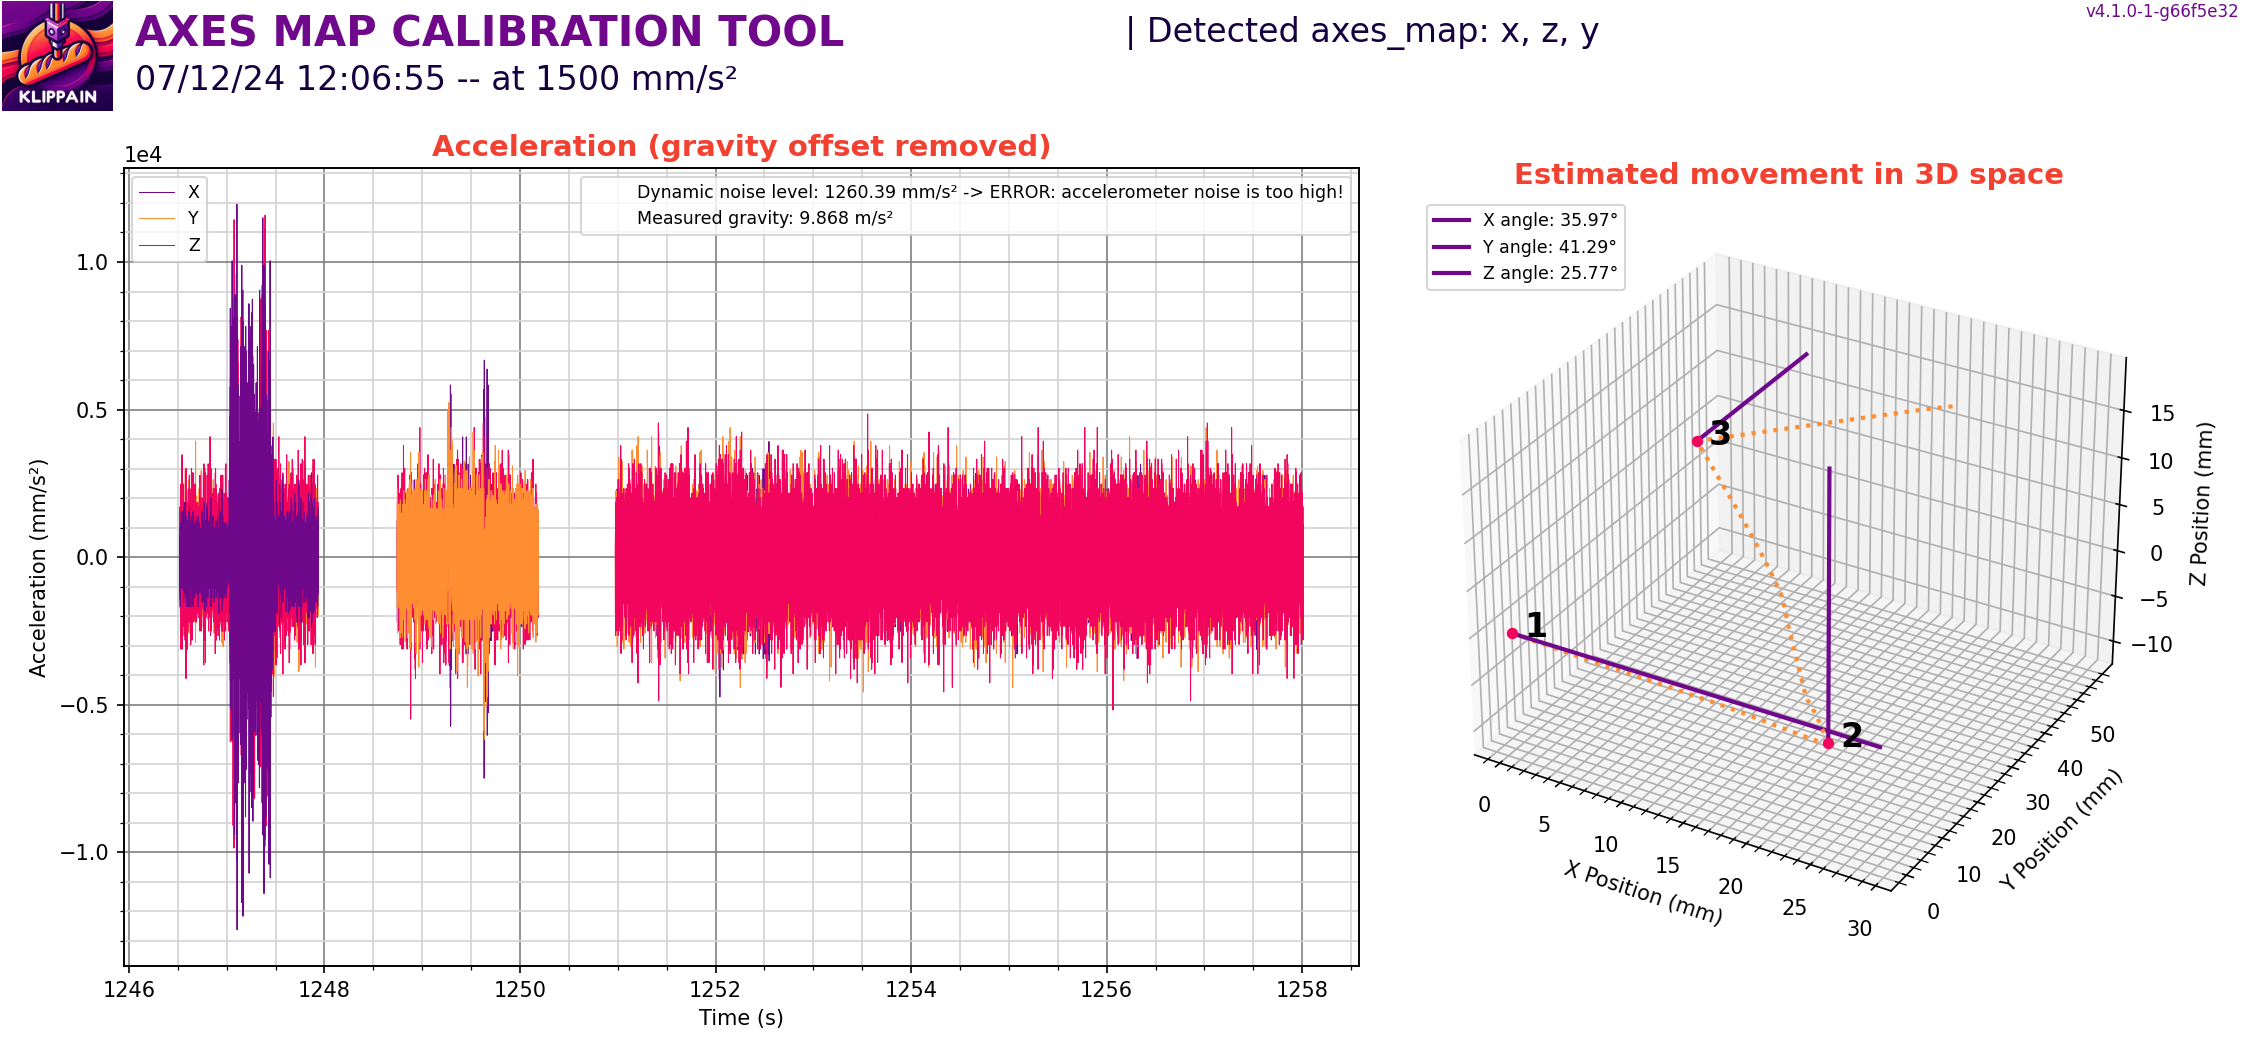 KLIPPAIN
AXES MAP CALIBRATION TOOL
| Detected axes_map: x, z, y
v4.1.0-1-g66f5e32
07/12/24 12:06:55 -- at 1500 mm/s²
Acceleration (gravity offset removed)
1e4
X
Y
Z
Dynamic noise level: 1260.39 mm/s² -> ERROR: accelerometer noise is too high!
Measured gravity: 9.868 m/s²
1.0
0.5
0.0
−0.5
−1.0
Acceleration (mm/s²)
1246 1248 1250 1252 1254 1256 1258
Time (s)
Estimated movement in 3D space
X angle: 35.97°
Y angle: 41.29°
Z angle: 25.77°
3
1
2
15
10
5
0
−5
−10
Z Position (mm)
0 5 10 15 20 25 30
X Position (mm)
0 10 20 30 40 50
Y Position (mm)